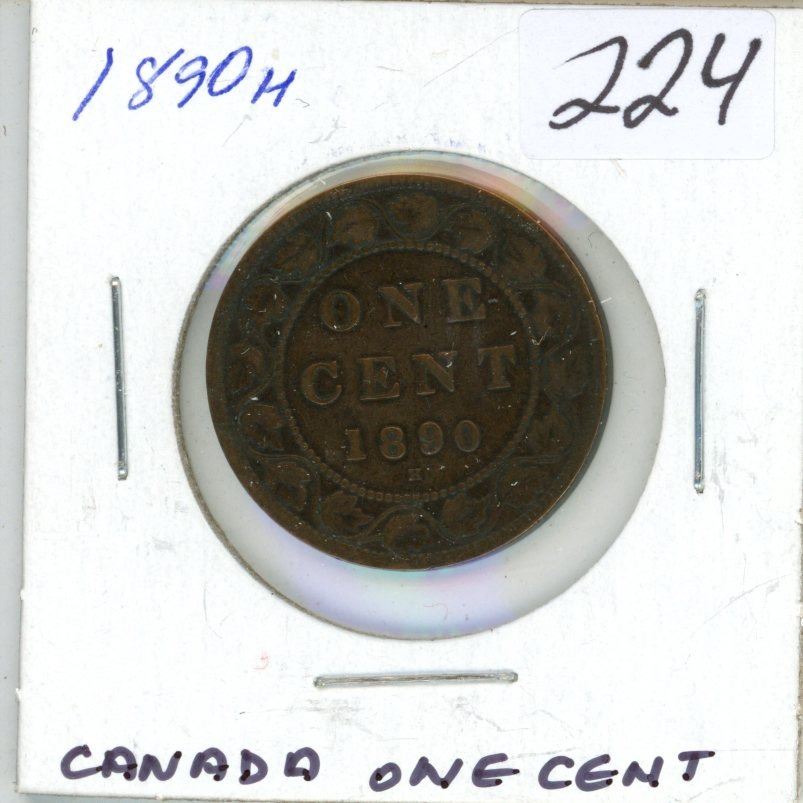 1890H
224
ONE
CENT
1890
H
CANADA ONE CENT